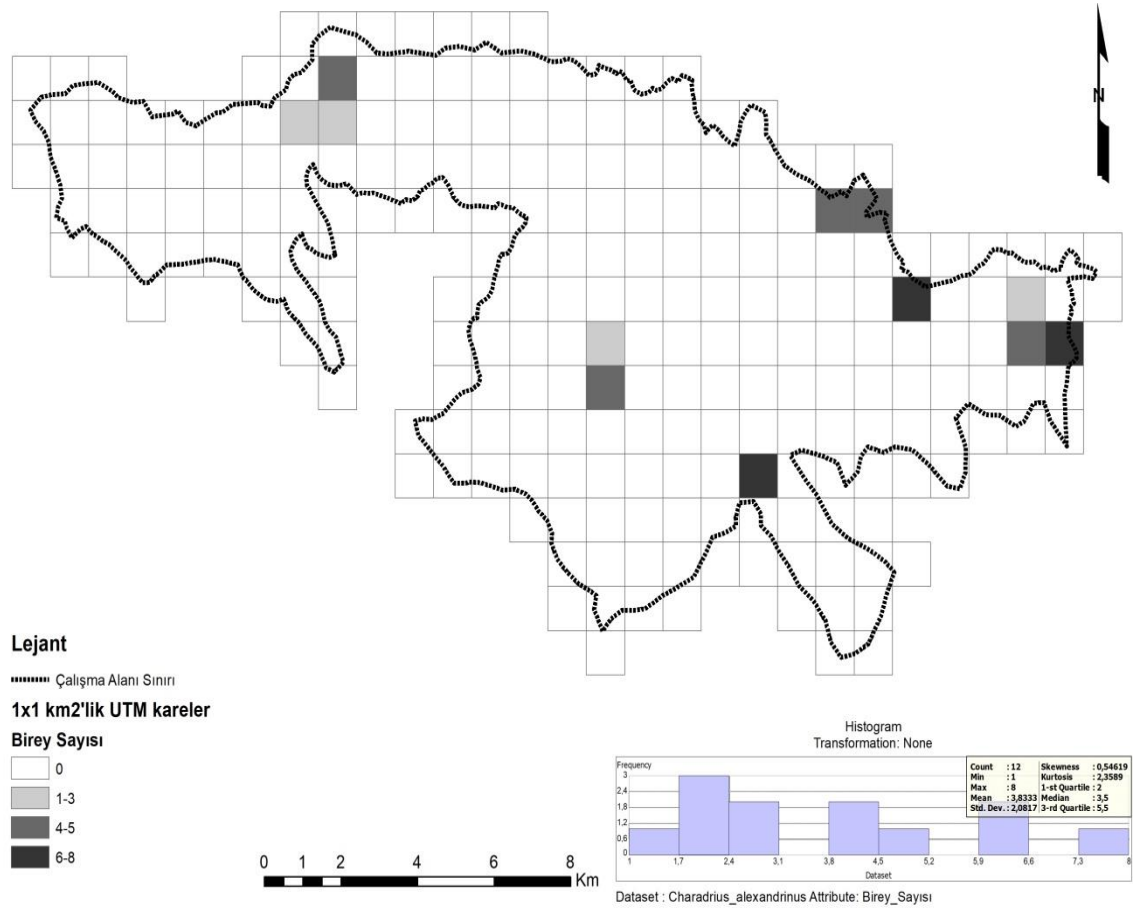 N
Lejant
Çalışma Alanı Sınırı
1x1 km2'lik UTM kareler
Birey Sayısı
0
1-3
4-5
6-8
0 1 2 4 6 8
Km
Histogram
Transformation: None
Frequency
3
2,4
1,8
1,2
0,6
0
1 1,7 2,4 3,1 3,8 4,5 5,2 5,9 6,6 7,3 8
Dataset
Count : 12 Skewness : 0,54619
Min : 1 Kurtosis : 2,3589
Max : 8 1-st Quartile : 2
Mean : 3,8333 Median : 3,5
Std. Dev. : 2,0817 3-rd Quartile : 5,5
Dataset : Charadrius_alexandrinus Attribute: Birey_Sayısı